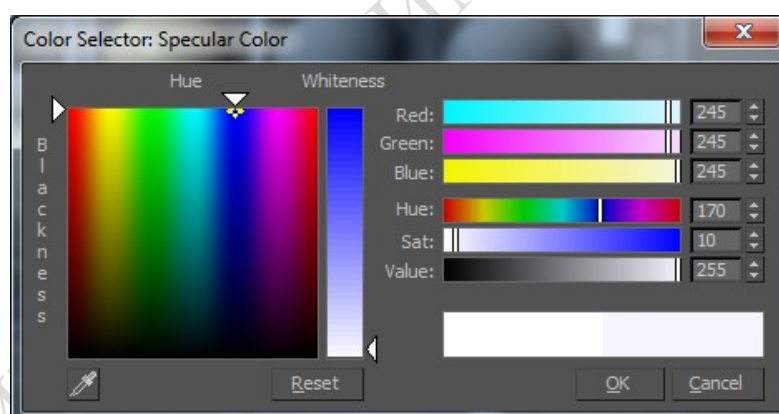 Color Selector: Specular Color
Hue Whiteness
Blackness
Red: 245
Green: 245
Blue: 245
Hue: 170
Sat: 10
Value: 255
Reset OK Cancel